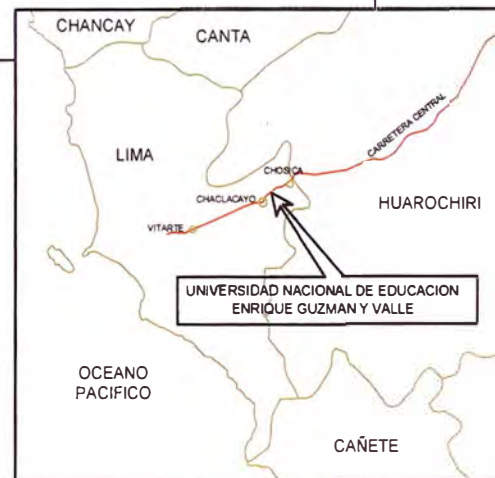 CHANCAY
CANTA
CARRETERA CENTRAL
LIMA
CHOSICA
CHACLACAYO
HUAROCHIRI
VITARTE
UNIVERSIDAD NACIONAL DE EDUCACION
ENRIQUE GUZMAN Y VALLE
OCEANO
PACIFICO
CAÑETE